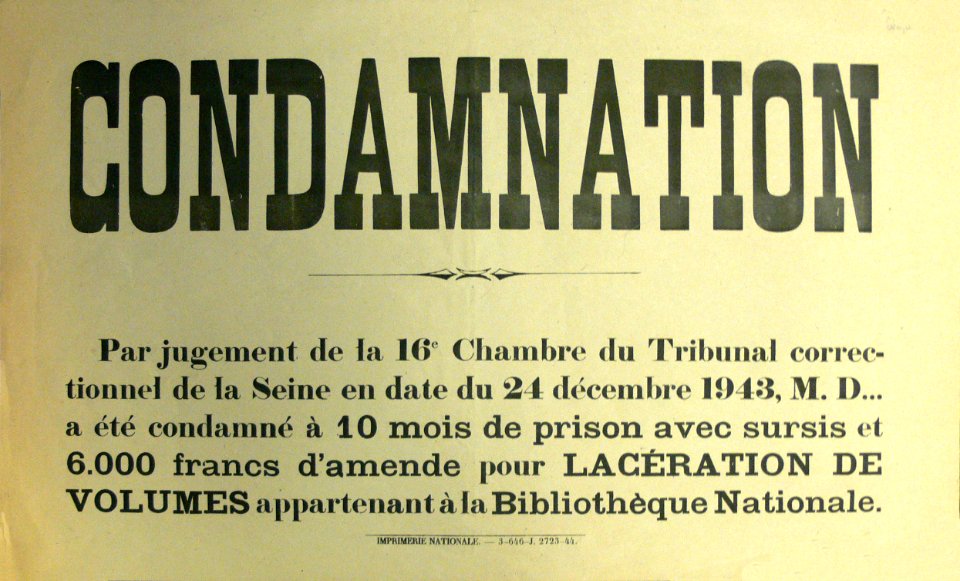 CONDAMNATION
Par jugement de la 16e Chambre du Tribunal correc-
tionnel de la Seine en date du 24 décembre 1943, M. D...
a été condamné à 10 mois de prison avec sursis et
6.000 francs d'amende pour LACÉRATION DE
VOLUMES appartenant à la Bibliothèque Nationale.
IMPRIMERIE NATIONALE. — 3-646-J. 2723-44.